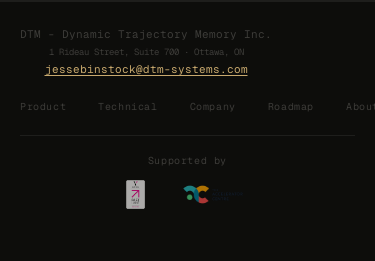 DTM - Dynamic Trajectory Memory Inc.
1 Rideau Street, Suite 700 · Ottawa, ON
jessebinstock@dtm-systems.com
Product Technical Company Roadmap About
Supported by